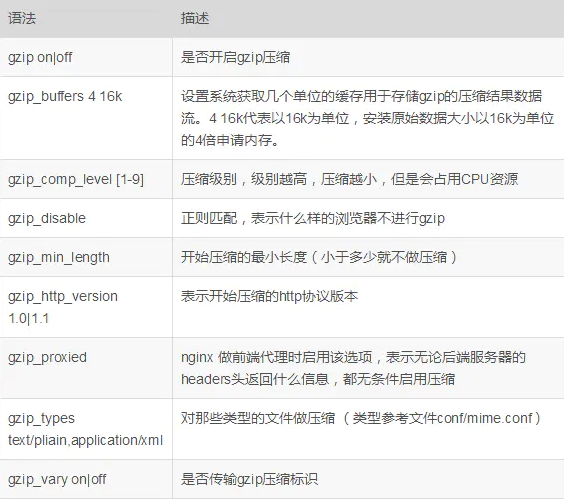 语法 描述
gzip on|off 是否开启gzip压缩
gzip_buffers 4 16k 设置系统获取几个单位的缓存用于存储gzip的压缩结果数据
流。4 16k代表以16k为单位，安装原始数据大小以16k为单位
的4倍申请内存。
gzip_comp_level [1-9] 压缩级别，级别越高，压缩越小，但是会占用CPU资源
gzip_disable 正则匹配，表示什么样的浏览器不进行gzip
gzip_min_length 开始压缩的最小长度（小于多少就不做压缩）
gzip_http_version
1.0|1.1
表示开始压缩的http协议版本
gzip_proxied nginx 做前端代理时启用该选项，表示无论后端服务器的
headers头返回什么信息，都无条件启用压缩
gzip_types
text/pliain,application/xml
对那些类型的文件做压缩 （类型参考文件conf/mime.conf）
gzip_vary on|off 是否传输gzip压缩标识